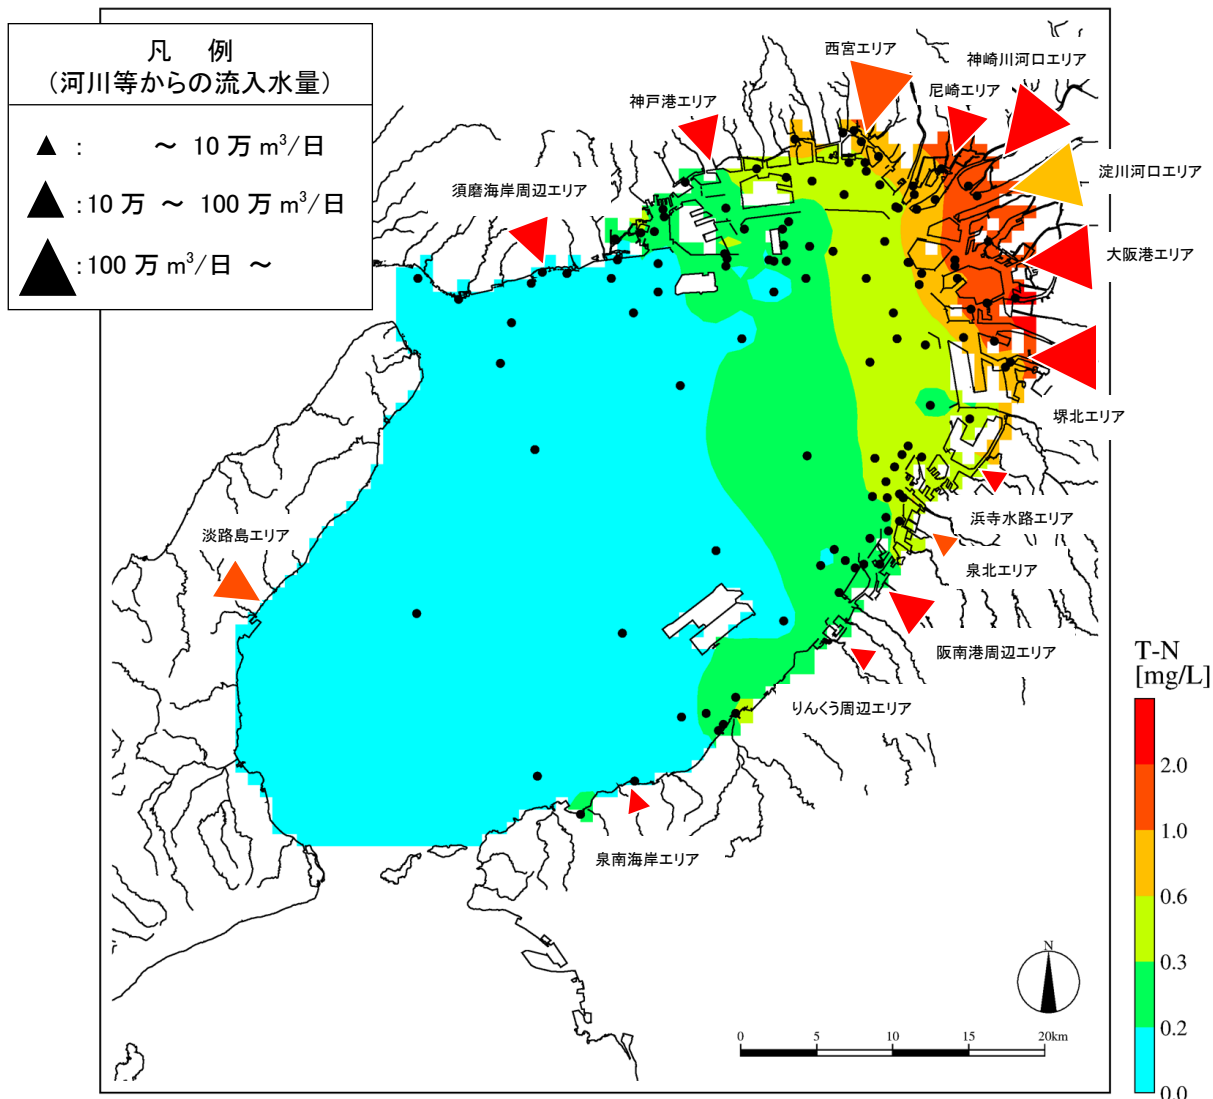 凡 例
(河川等からの流入水量)
: ~ 10 万 m³/日
: 10 万 ~ 100 万 m³/日
: 100 万 m³/日 ~
西宮エリア
神崎川河口エリア
尼崎エリア
神戸港エリア
淀川河口エリア
須磨海岸周辺エリア
大阪港エリア
堺北エリア
浜寺水路エリア
淡路島エリア
泉北エリア
阪南港周辺エリア
りんくう周辺エリア
泉南海岸エリア
T-N
[mg/L]
2.0
1.0
0.6
0.3
0.2
0.0
N
0 5 10 15 20km